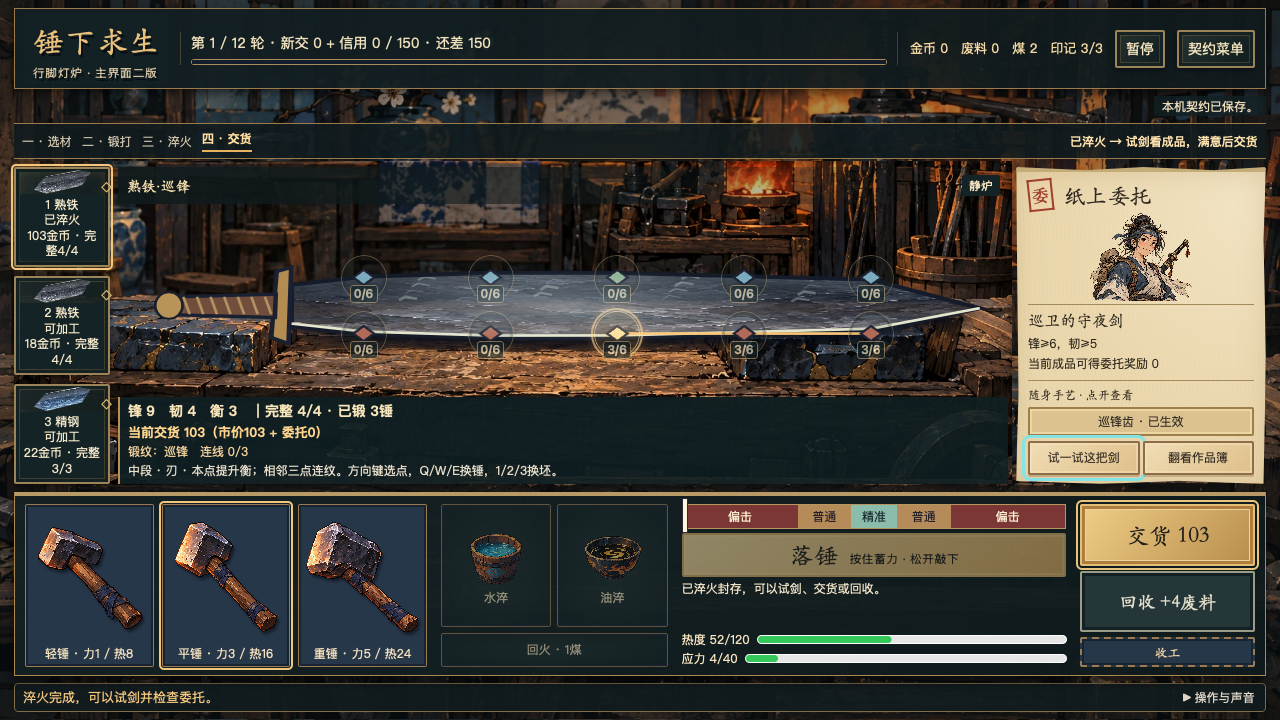 锤下求生
行脚灯炉 · 主界面二版
第 1 / 12 轮 · 新交 0 + 信用 0 / 150 · 还差 150
金币 0 废料 0 煤 2 印记 3/3
暂停
契约菜单
本机契约已保存。
一 · 选材 二 · 锻打 三 · 淬火 四 · 交货
已淬火 → 试剑看成品，满意后交货
1 熟铁
已淬火
103金币 · 完
整4/4
2 熟铁
可加工
18金币 · 完整
4/4
3 精钢
可加工
22金币 · 完整
3/3
熟铁·巡锋
静炉
0/6 0/6 0/6 0/6 0/6
0/6 0/6 3/6 3/6 3/6
锋 9 韧 4 衡 3 ｜完整 4/4 · 已锻 3锤
当前交货 103（市价103 + 委托0）
锻纹：巡锋 连线 0/3
中段 · 刃 · 本点提升衡；相邻三点连纹。方向键选点，Q/W/E换锤，1/2/3换坯。
委
纸上委托
巡卫的守夜剑
锋≥6，韧≥5
当前成品可得委托奖励 0
随身手艺 · 点开查看
巡锋齿 · 已生效
试一试这把剑
翻看作品簿
轻锤 · 力1 / 热8
平锤 · 力3 / 热16
重锤 · 力5 / 热24
水淬
油淬
回火 · 1煤
偏击 普通 精准 普通 偏击
落锤 按住蓄力 · 松开敲下
已淬火封存，可以试剑、交货或回收。
热度 52/120
应力 4/40
交货 103
回收 +4废料
收工
淬火完成，可以试剑并检查委托。
▶ 操作与声音